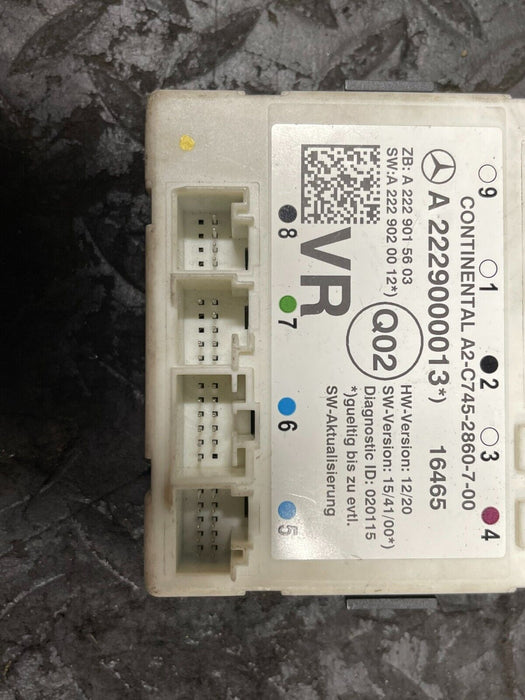 9 1 2 3 4
CONTINENTAL A2-C745-2860-7-00
A 2229000013*) 16465
ZB: A 222 901 56 03
SW:A 222 902 00 12*)
VR
Q02
HW-Version: 12/20
SW-Version: 15/41/00*)
Diagnostic ID: 020115
*)gueltig bis zu evtl.
SW-Aktualisierung
8 7 6 5